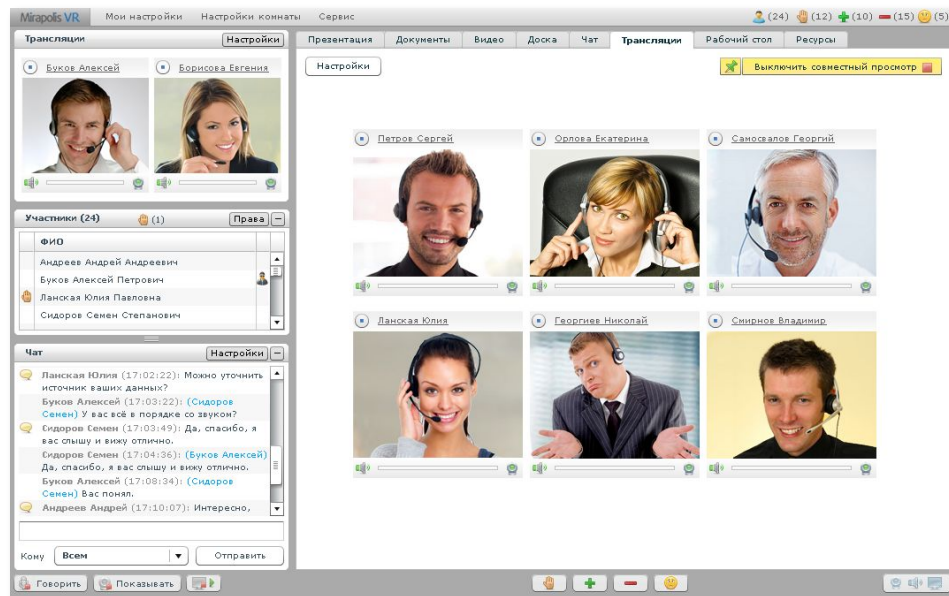 Mirapolis VR Мои настройки Настройки комнаты Сервис (24) (12) (10) (15) (5)
Трансляции Настройки
Буков Алексей Борисова Евгения
Участники (24) (1) Права
ФИО
Андреев Андрей Андреевич
Буков Алексей Петрович
Ланская Юлия Павловна
Сидоров Семен Степанович
Чат Настройки
Ланская Юлия (17:02:22): Можно уточнить
источник ваших данных?
Буков Алексей (17:03:22): (Сидоров
Семен) У вас всё в порядке со звуком?
Сидоров Семен (17:03:49): Да, спасибо, я
вас слышу и вижу отлично.
Сидоров Семен (17:04:36): (Буков Алексей)
Да, спасибо, я вас слышу и вижу отлично.
Буков Алексей (17:08:34): (Сидоров
Семен) Вас понял.
Андреев Андрей (17:10:07): Интересно,
Кому Всем Отправить
Говорить Показывать
Презентация Документы Видео Доска Чат Трансляции Рабочий стол Ресурсы
Настройки Выключить совместный просмотр
Петров Сергей Орлова Екатерина Самосвалов Георгий
Ланская Юлия Георгиев Николай Смирнов Владимир